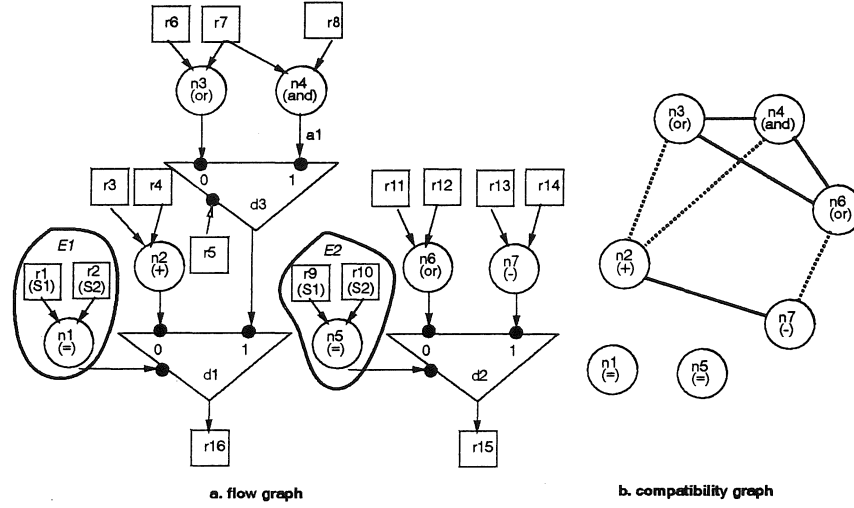 r6
r7
r8
n3
(or)
n4
(and)
a1
0
1
d3
r3
r4
r5
r11
r12
r13
r14
E1
r1
(S1)
r2
(S2)
n2
(+)
E2
r9
(S1)
r10
(S2)
n6
(or)
n7
(-)
n1
(=)
0
1
d1
n5
(=)
0
1
d2
r16
r15
a. flow graph
n3
(or)
n4
(and)
n6
(or)
n2
(+)
n7
(-)
n1
(=)
n5
(=)
b. compatibility graph